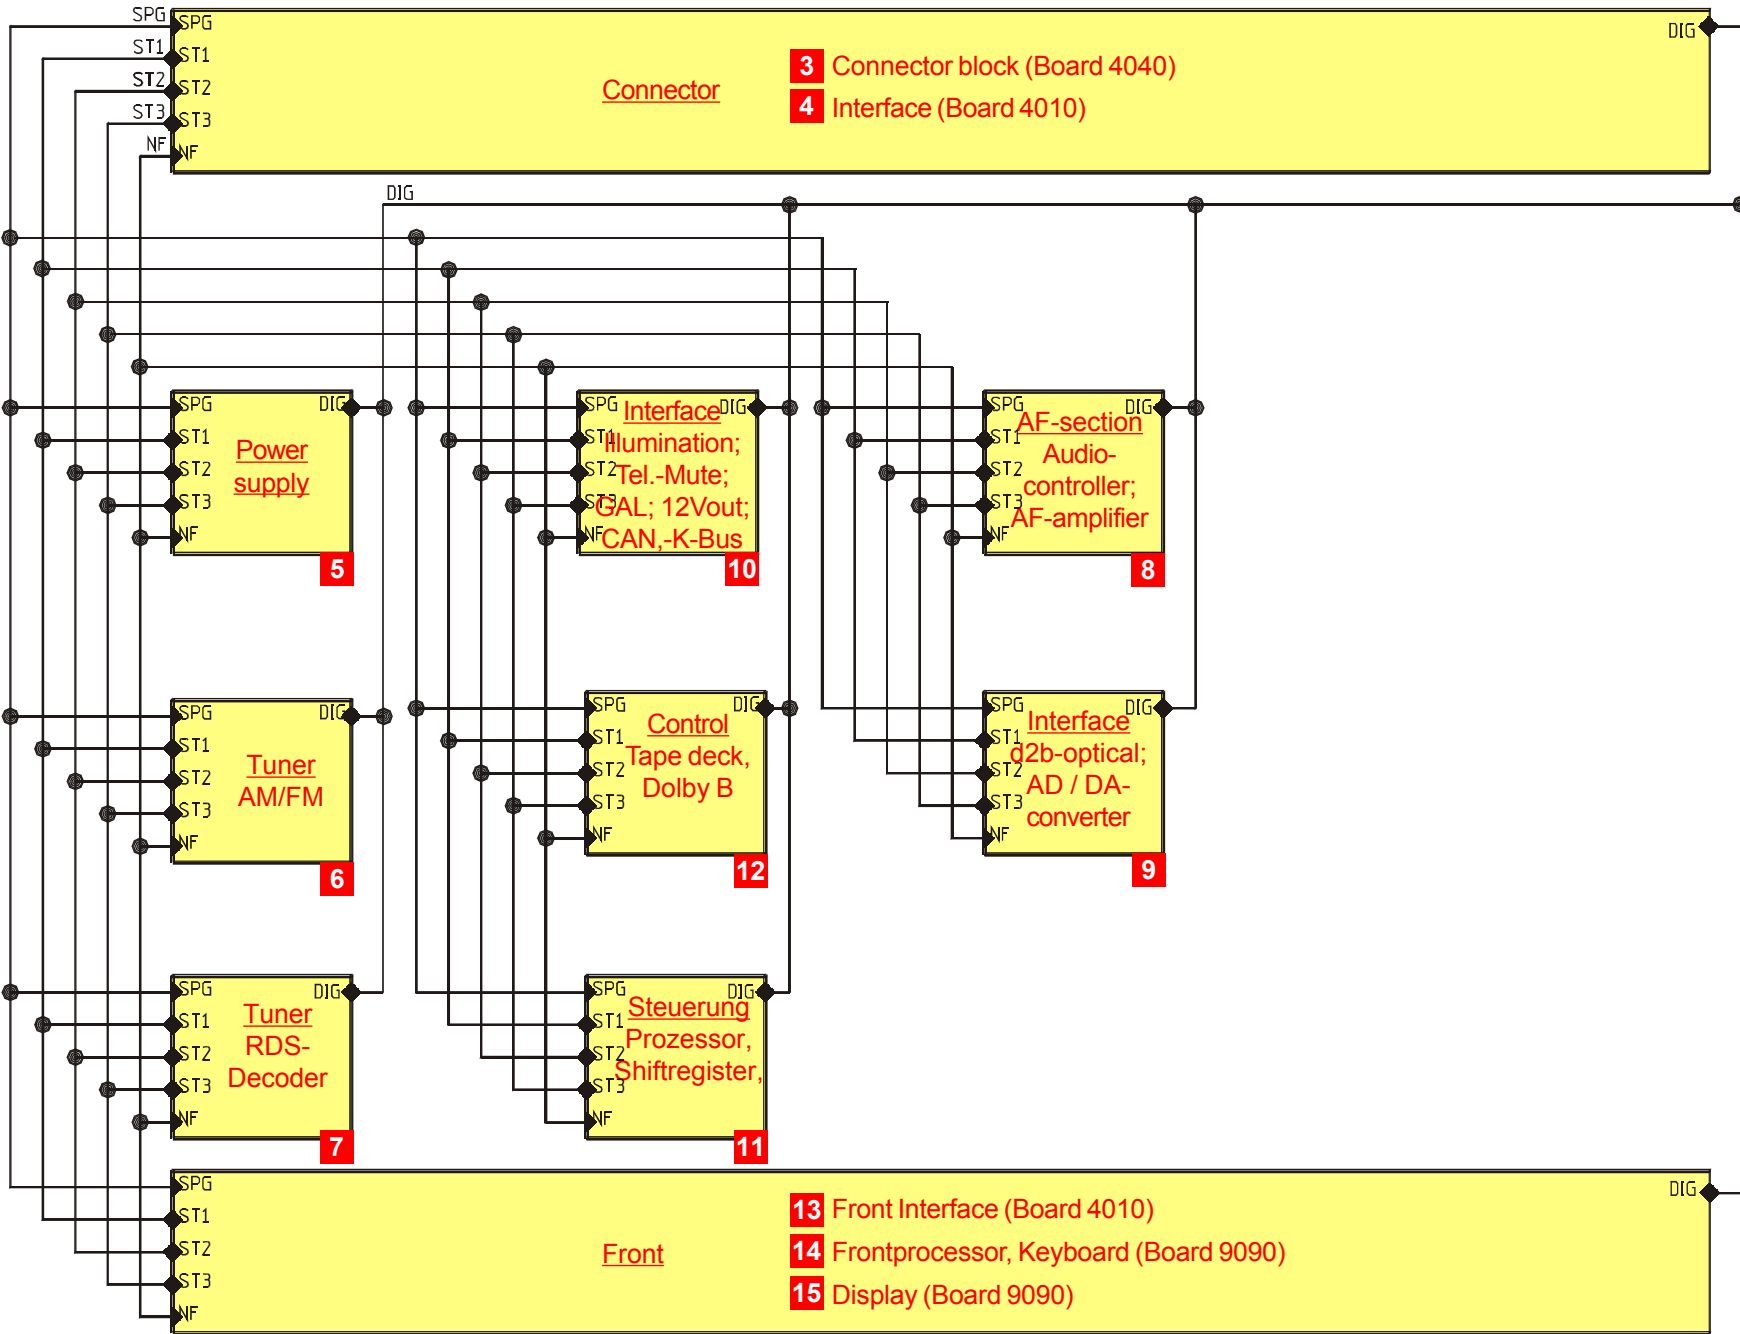 SPG
SPG
DIG
ST1
ST1
3 Connector block (Board 4040)
ST2
ST2
Connector
4 Interface (Board 4010)
ST3
ST3
NF
NF
DIG
SPG
DIG
ST1
ST2
ST3
NF
Power
supply
5
SPG
DIG
ST1
ST2
ST3
NF
Interface
Illumination;
Tel.-Mute;
GAL; 12Vout;
CAN,-K-Bus
10
SPG
DIG
ST1
ST2
ST3
NF
AF-section
Audio-
controller;
AF-amplifier
8
SPG
DIG
ST1
ST2
ST3
NF
Tuner
AM/FM
6
SPG
DIG
ST1
ST2
ST3
NF
Control
Tape deck,
Dolby B
12
SPG
DIG
ST1
ST2
ST3
NF
Interface
d2b-optical;
AD / DA-
converter
9
SPG
DIG
ST1
ST2
ST3
NF
Tuner
RDS-
Decoder
7
SPG
DIG
ST1
ST2
ST3
NF
Steuerung
Prozessor,
Shiftregister,
11
SPG
DIG
ST1
ST2
ST3
NF
Front
13 Front Interface (Board 4010)
14 Frontprocessor, Keyboard (Board 9090)
15 Display (Board 9090)